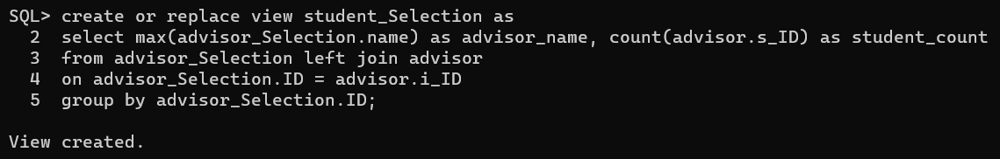 SQL> create or replace view student_Selection as
  2  select max(advisor_Selection.name) as advisor_name, count(advisor.s_ID) as student_count
  3  from advisor_Selection left join advisor
  4  on advisor_Selection.ID = advisor.i_ID
  5  group by advisor_Selection.ID;
View created.